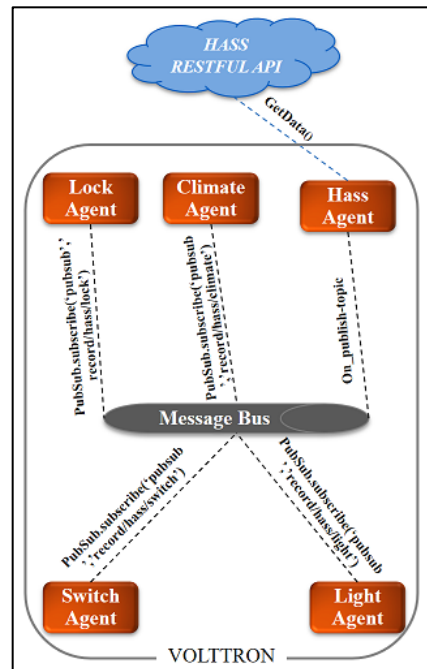 HASS
RESTFUL API
GetData()
Lock
Agent
Climate
Agent
Hass
Agent
PubSub.subscribe('pubsub','
record/hass/lock')
PubSub.subscribe('pubsub
','record/hass/climate')
On_publish-topic
Message Bus
PubSub.subscribe('pubsub
','record/hass/switch')
PubSub.subscribe('pubsub
','record/hass/light')
Switch
Agent
Light
Agent
VOLTTRON